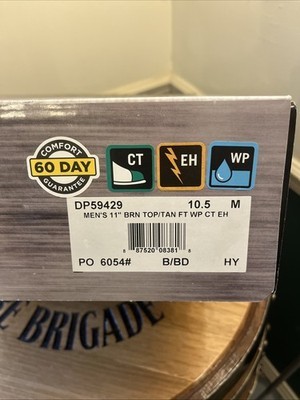 COMFORT
60 DAY
GUARANTEE
CT
EH
WP
DP59429 10.5 M
MEN'S 11" BRN TOP/TAN FT WP CT EH
87520 08381
PO 6054# B/BD HY
BRIGADE